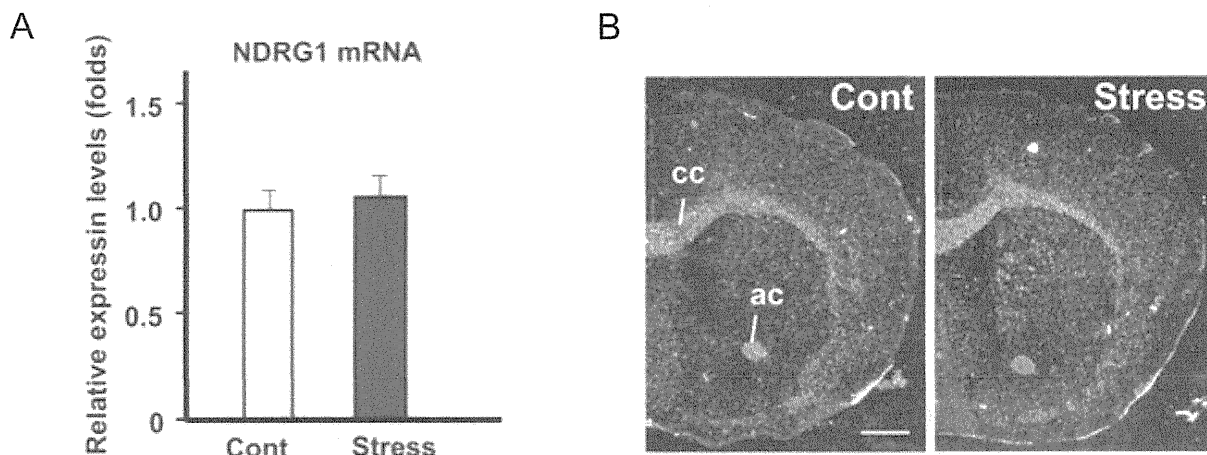 A
NDRG1 mRNA
Relative expressin levels (folds)
1.5
1.0
0.5
0
Cont
Stress
B
Cont
cc
ac
Stress